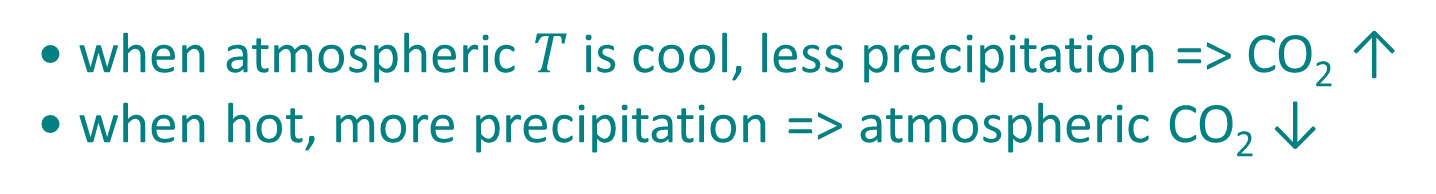 • when atmospheric T is cool, less precipitation => CO₂ ↑
• when hot, more precipitation => atmospheric CO₂ ↓